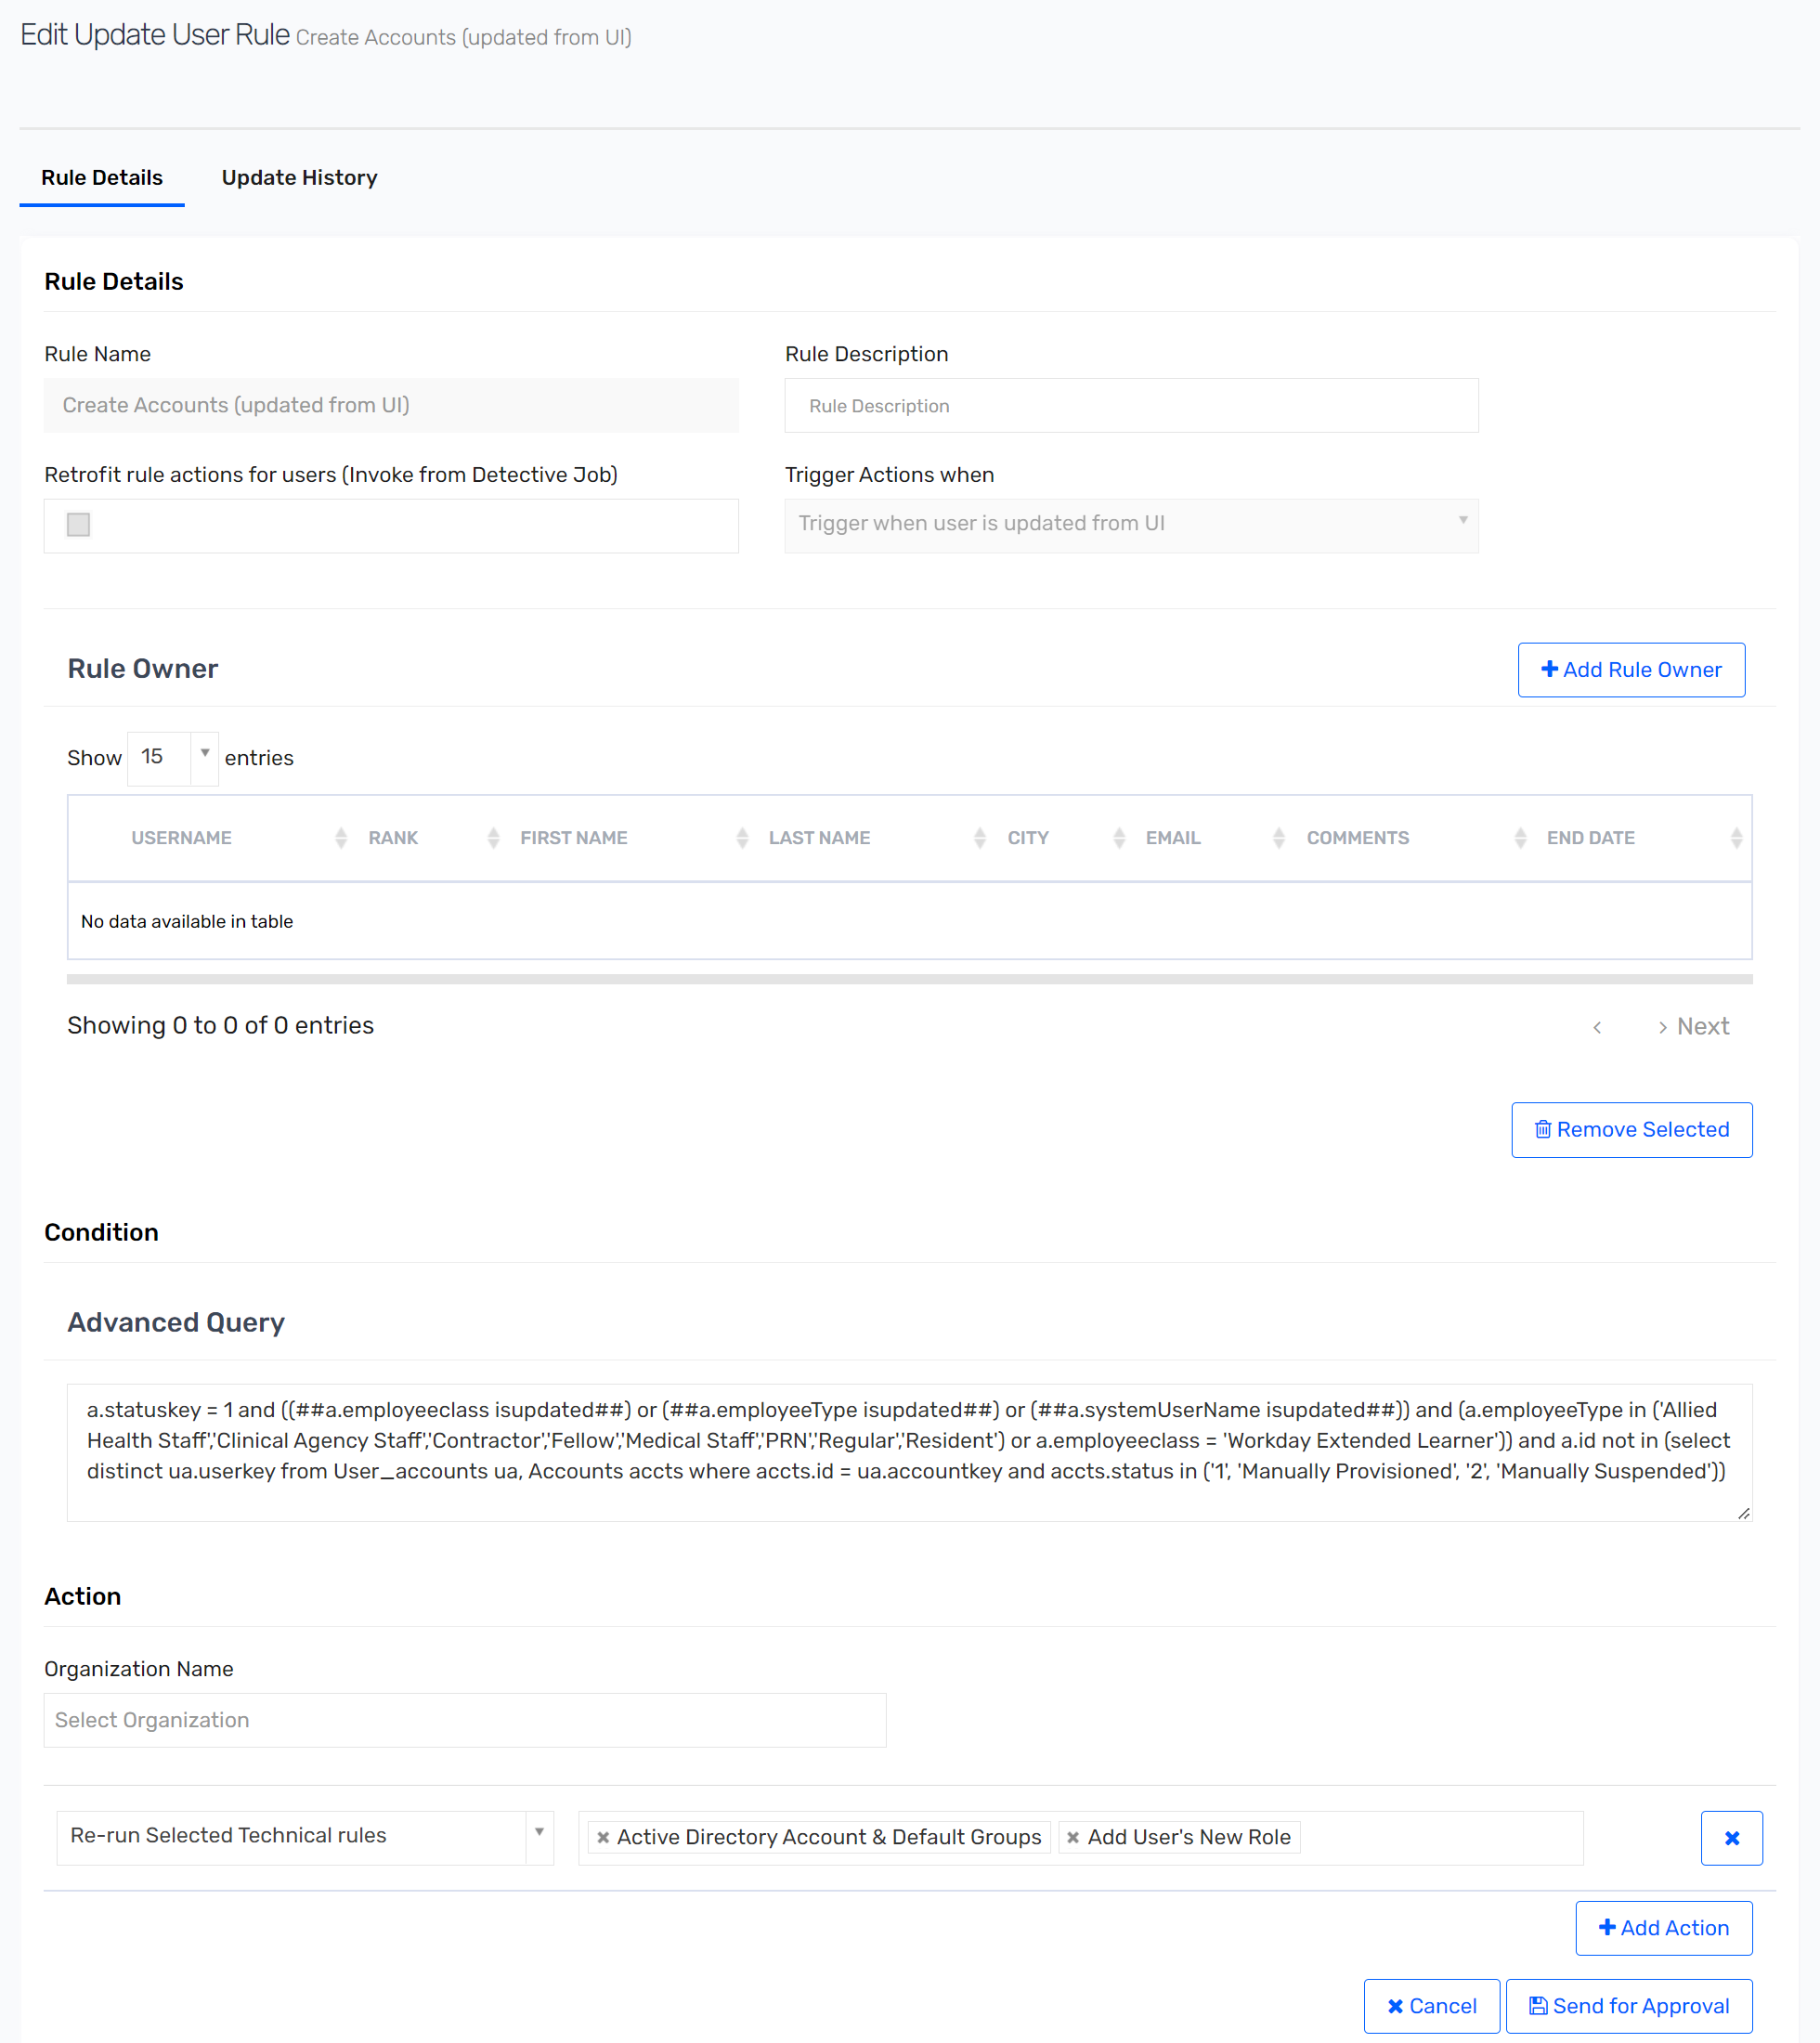 Edit Update User Rule Create Accounts (updated from UI)
Rule Details
Update History
Rule Details
Rule Name
Rule Description
Create Accounts (updated from UI)
Rule Description
Retrofit rule actions for users (Invoke from Detective Job)
Trigger Actions when
Trigger when user is updated from UI
Rule Owner
Add Rule Owner
Show 15 entries
USERNAME RANK FIRST NAME LAST NAME CITY EMAIL COMMENTS END DATE
No data available in table
Showing 0 to 0 of 0 entries
Next
Remove Selected
Condition
Advanced Query
a.statuskey = 1 and ((##a.employeeclass isupdated##) or (##a.employeeType isupdated##) or (##a.systemUserName isupdated##)) and (a.employeeType in ('Allied
Health Staff','Clinical Agency Staff','Contractor','Fellow','Medical Staff','PRN','Regular','Resident') or a.employeeclass = 'Workday Extended Learner')) and a.id not in (select
distinct ua.userkey from User_accounts ua, Accounts accts where accts.id = ua.accountkey and accts.status in ('1', 'Manually Provisioned', '2', 'Manually Suspended'))
Action
Organization Name
Select Organization
Re-run Selected Technical rules
Active Directory Account & Default Groups
Add User's New Role
Add Action
Cancel
Send for Approval